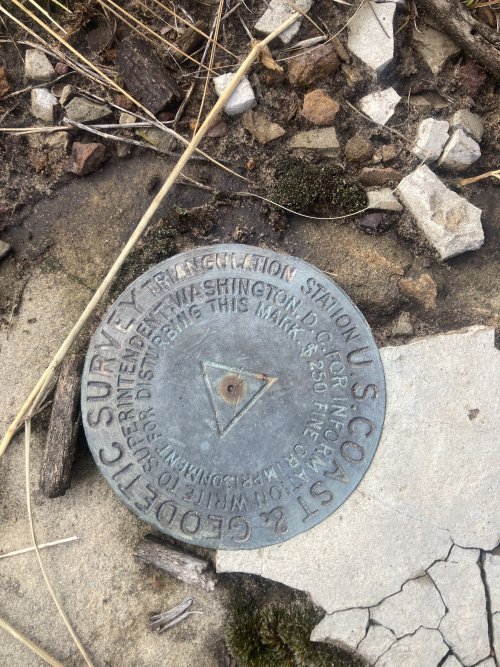 U.S. COAST & GEODETIC SURVEY
TRIANGULATION STATION
FOR INFORMATION WRITE TO SUPERINTENDENT, WASHINGTON, D.C.
$250 FINE OR IMPRISONMENT FOR DISTURBING THIS MARK.